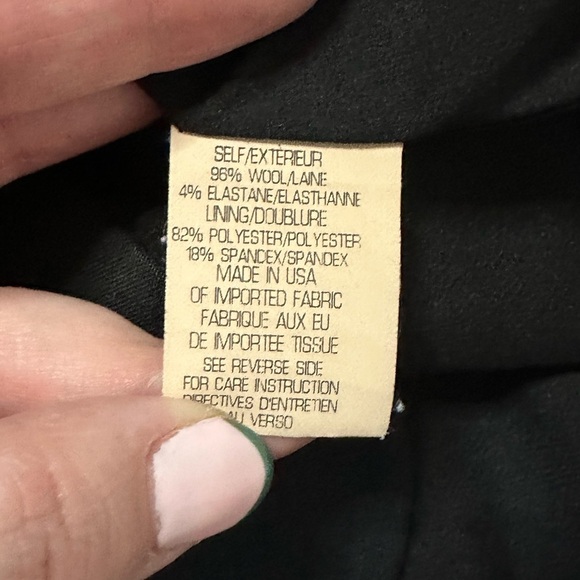 SELF/EXTERIEUR
96% WOOL/LAINE
4% ELASTANE/ELASTHANNE
LINING/DOUBLURE
82% POLYESTER/POLYESTER
18% SPANDEX/SPANDEX
MADE IN USA
OF IMPORTED FABRIC
FABRIQUE AUX EU
DE IMPORTEE TISSUE
SEE REVERSE SIDE
FOR CARE INSTRUCTION
DIRECTIVES D'ENTRETIEN
AU VERSO